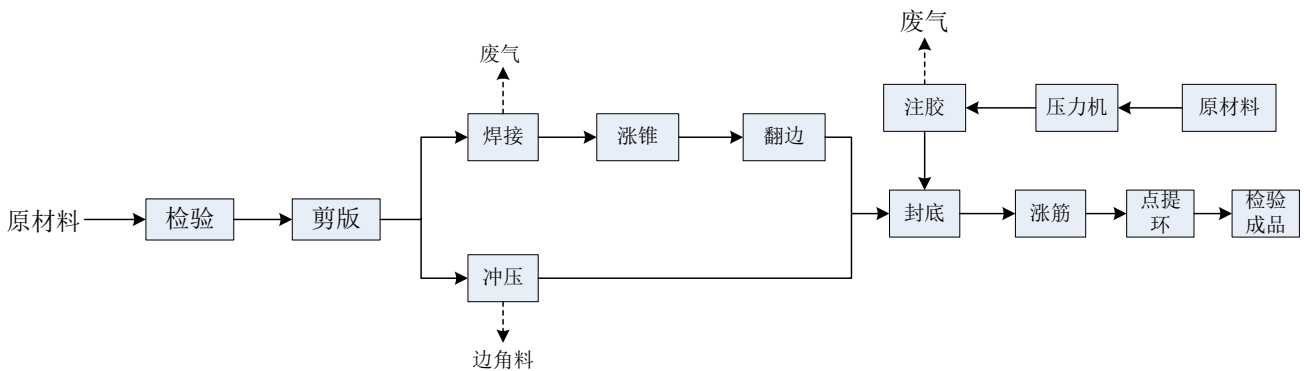 废气
废气
注胶
压力机
原材料
焊接
涨锥
翻边
原材料
检验
剪版
封底
涨筋
点提
环
检验
成品
冲压
边角料